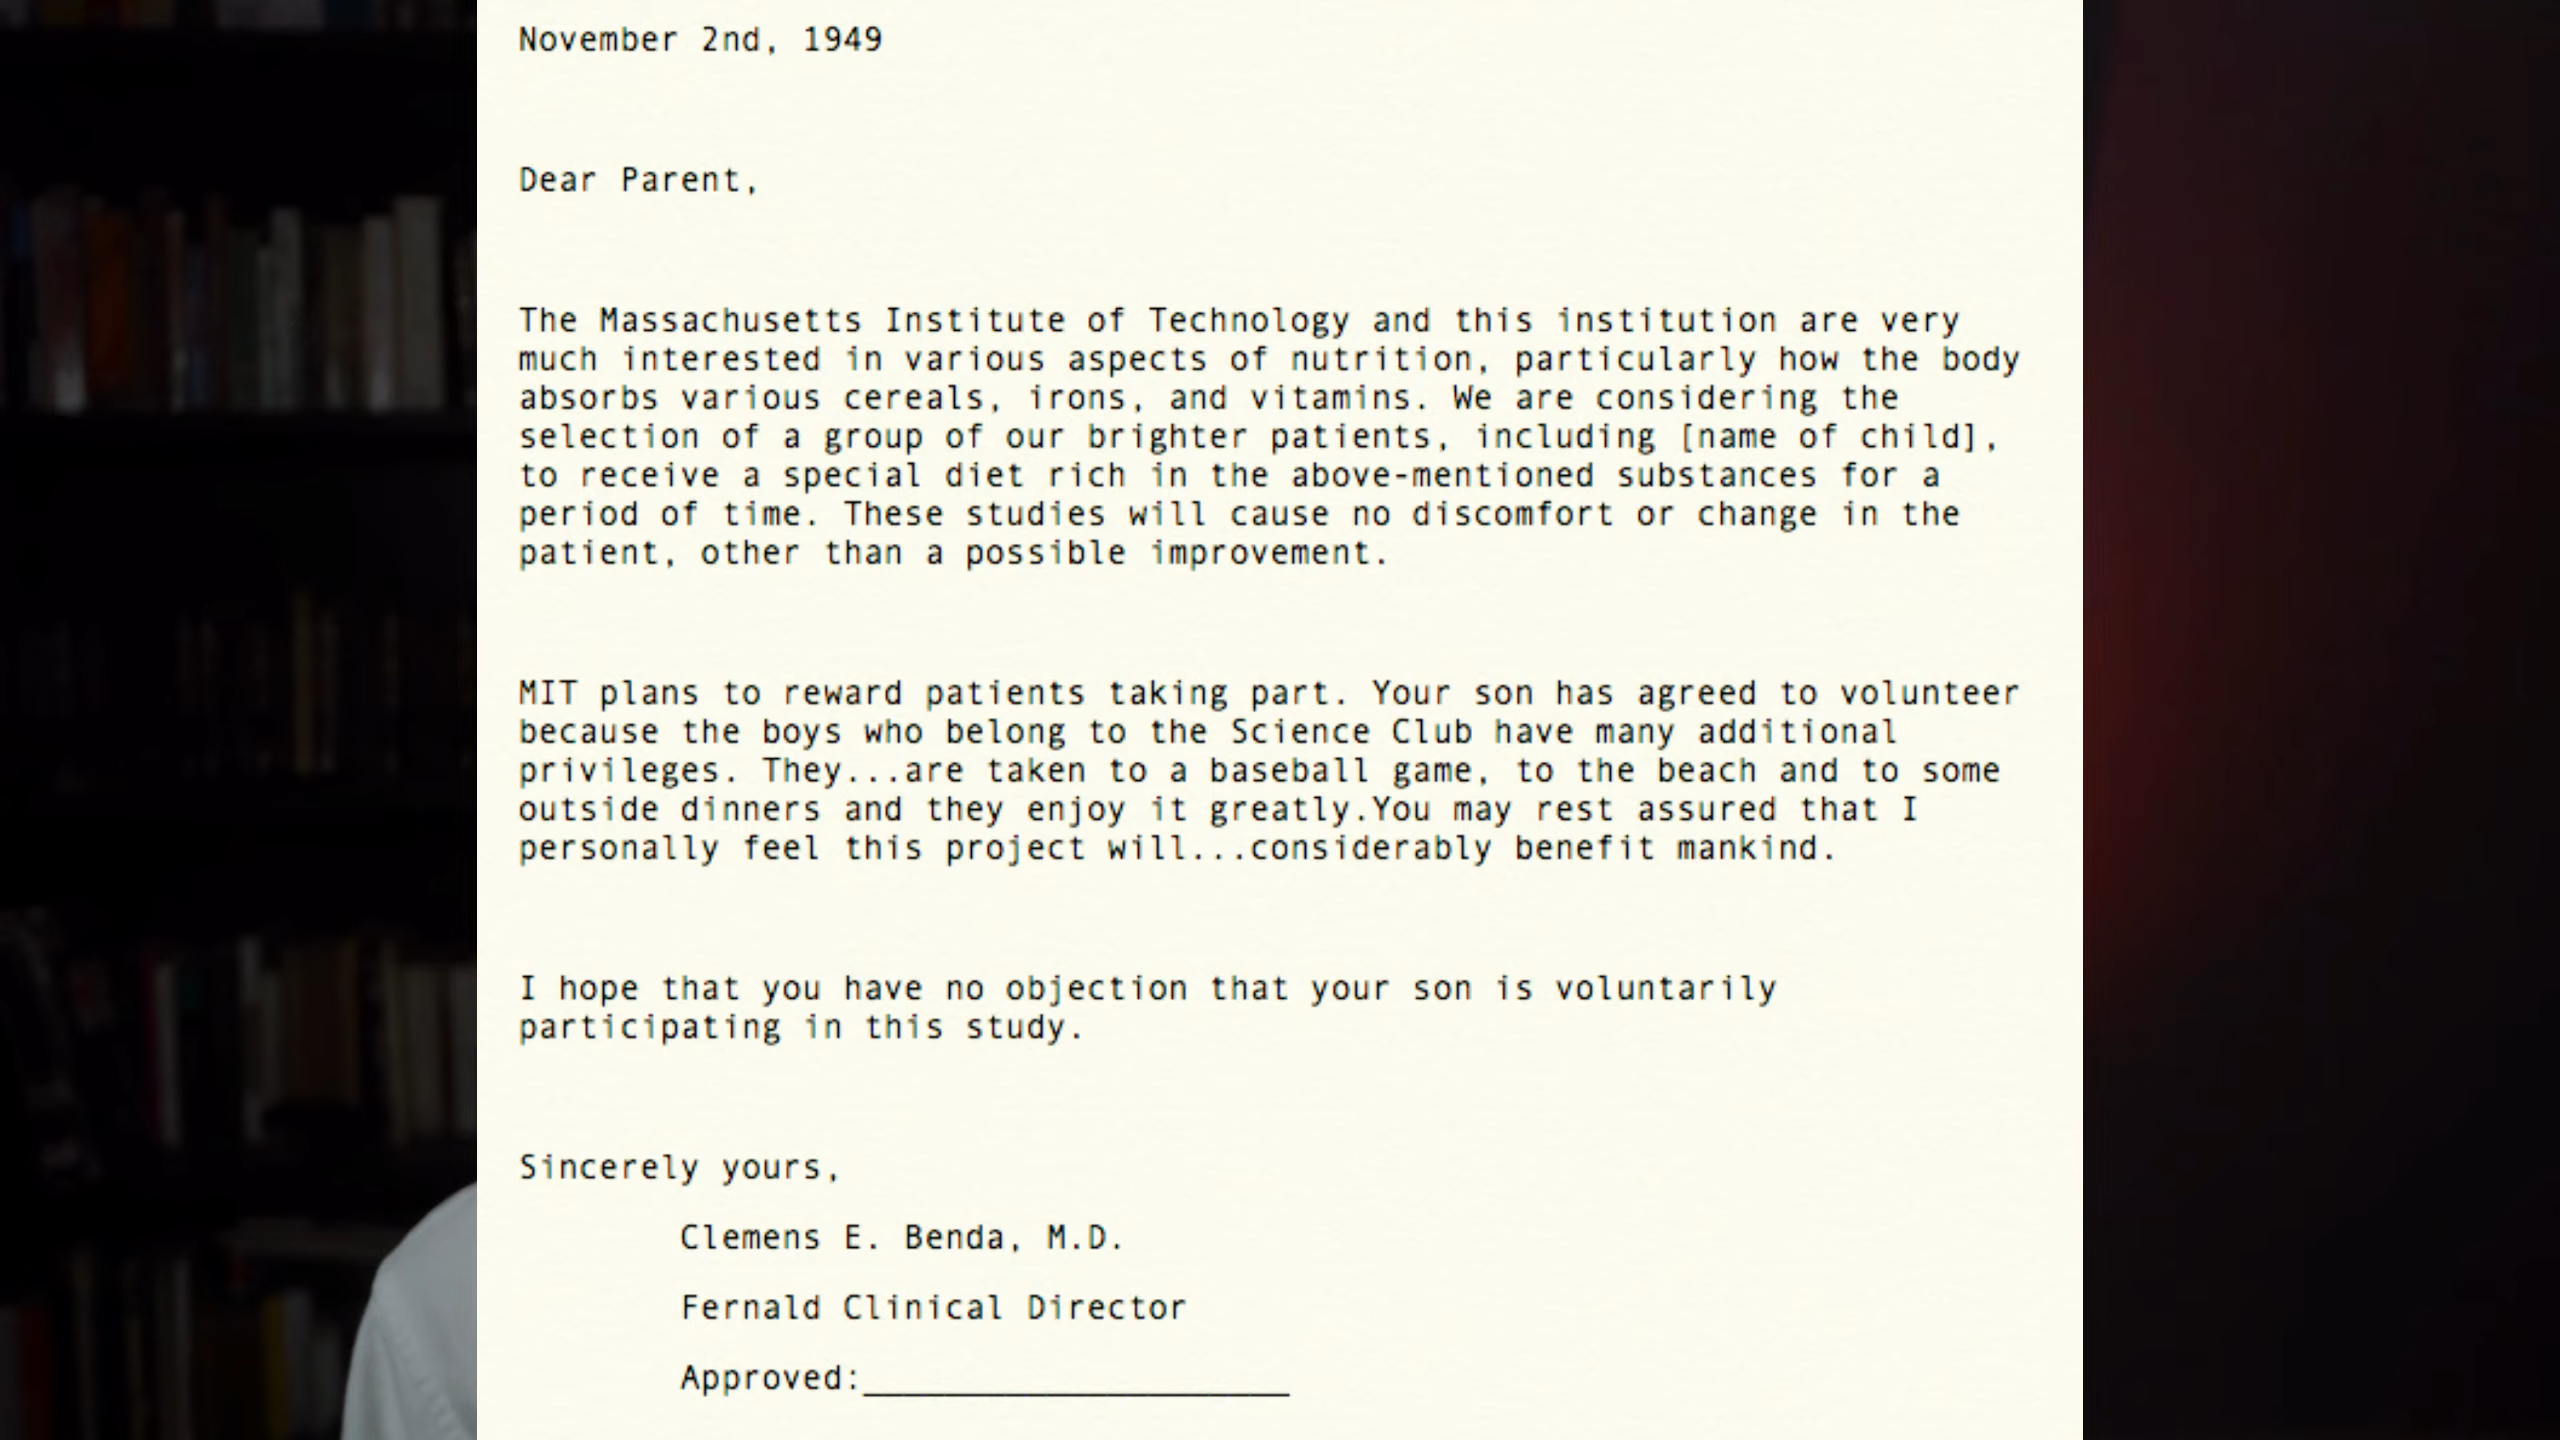 November 2nd, 1949
Dear Parent,
The Massachusetts Institute of Technology and this institution are very
much interested in various aspects of nutrition, particularly how the body
absorbs various cereals, irons, and vitamins. We are considering the
selection of a group of our brighter patients, including [name of child],
to receive a special diet rich in the above-mentioned substances for a
period of time. These studies will cause no discomfort or change in the
patient, other than a possible improvement.
MIT plans to reward patients taking part. Your son has agreed to volunteer
because the boys who belong to the Science Club have many additional
privileges. They...are taken to a baseball game, to the beach and to some
outside dinners and they enjoy it greatly.You may rest assured that I
personally feel this project will...considerably benefit mankind.
I hope that you have no objection that your son is voluntarily
participating in this study.
Sincerely yours,
Clemens E. Benda, M.D.
Fernald Clinical Director
Approved:_____________________